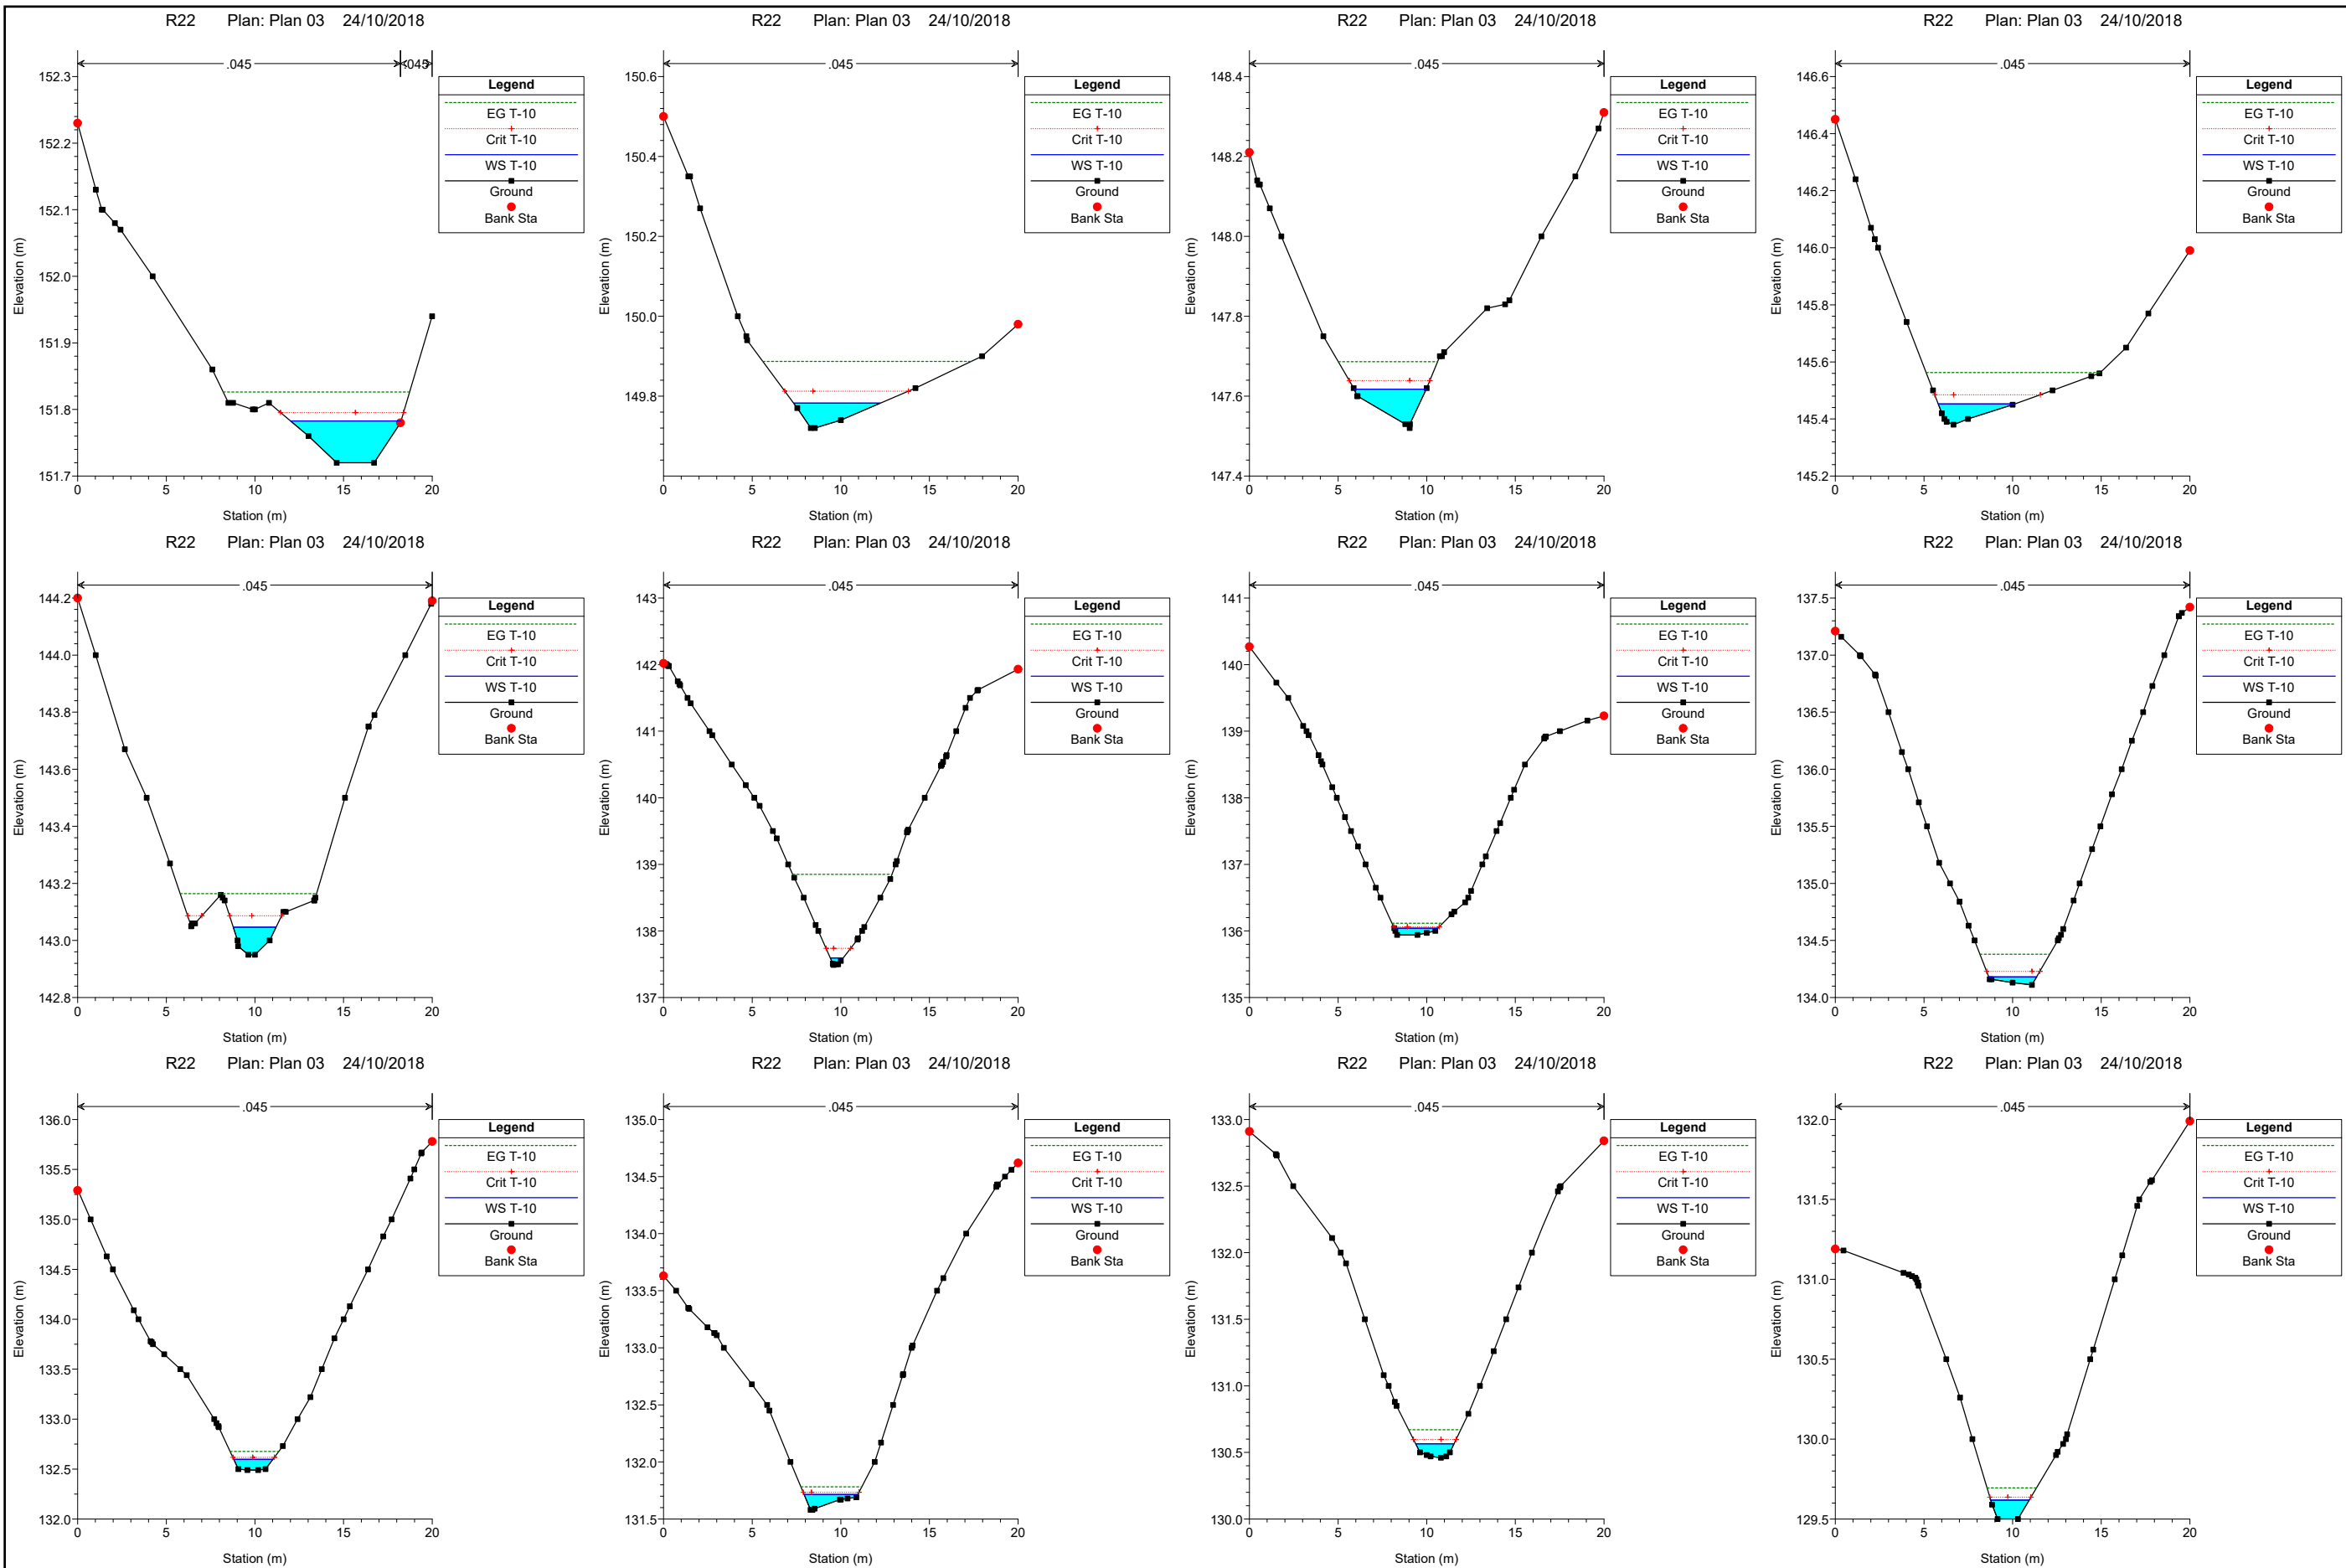 R22 Plan: Plan 03 24/10/2018
.045
.045
152.3
152.2
152.1
152.0
151.9
151.8
151.7
Elevation (m)
0 5 10 15 20
Station (m)
Legend
EG T-10
Crit T-10
WS T-10
Ground
Bank Sta
R22 Plan: Plan 03 24/10/2018
.045
150.6
150.4
150.2
150.0
149.8
Elevation (m)
0 5 10 15 20
Station (m)
Legend
EG T-10
Crit T-10
WS T-10
Ground
Bank Sta
R22 Plan: Plan 03 24/10/2018
.045
148.4
148.2
148.0
147.8
147.6
147.4
Elevation (m)
0 5 10 15 20
Station (m)
Legend
EG T-10
Crit T-10
WS T-10
Ground
Bank Sta
R22 Plan: Plan 03 24/10/2018
.045
146.6
146.4
146.2
146.0
145.8
145.6
145.4
145.2
Elevation (m)
0 5 10 15 20
Station (m)
Legend
EG T-10
Crit T-10
WS T-10
Ground
Bank Sta
R22 Plan: Plan 03 24/10/2018
.045
144.2
144.0
143.8
143.6
143.4
143.2
143.0
142.8
Elevation (m)
0 5 10 15 20
Station (m)
Legend
EG T-10
Crit T-10
WS T-10
Ground
Bank Sta
R22 Plan: Plan 03 24/10/2018
.045
143
142
141
140
139
138
137
Elevation (m)
0 5 10 15 20
Station (m)
Legend
EG T-10
Crit T-10
WS T-10
Ground
Bank Sta
R22 Plan: Plan 03 24/10/2018
.045
141
140
139
138
137
136
135
Elevation (m)
0 5 10 15 20
Station (m)
Legend
EG T-10
Crit T-10
WS T-10
Ground
Bank Sta
R22 Plan: Plan 03 24/10/2018
.045
137.5
137.0
136.5
136.0
135.5
135.0
134.5
134.0
Elevation (m)
0 5 10 15 20
Station (m)
Legend
EG T-10
Crit T-10
WS T-10
Ground
Bank Sta
R22 Plan: Plan 03 24/10/2018
.045
136.0
135.5
135.0
134.5
134.0
133.5
133.0
132.5
132.0
Elevation (m)
0 5 10 15 20
Station (m)
Legend
EG T-10
Crit T-10
WS T-10
Ground
Bank Sta
R22 Plan: Plan 03 24/10/2018
.045
135.0
134.5
134.0
133.5
133.0
132.5
132.0
131.5
Elevation (m)
0 5 10 15 20
Station (m)
Legend
EG T-10
Crit T-10
WS T-10
Ground
Bank Sta
R22 Plan: Plan 03 24/10/2018
.045
133.0
132.5
132.0
131.5
131.0
130.5
130.0
Elevation (m)
0 5 10 15 20
Station (m)
Legend
EG T-10
Crit T-10
WS T-10
Ground
Bank Sta
R22 Plan: Plan 03 24/10/2018
.045
132.0
131.5
131.0
130.5
130.0
129.5
Elevation (m)
0 5 10 15 20
Station (m)
Legend
EG T-10
Crit T-10
WS T-10
Ground
Bank Sta